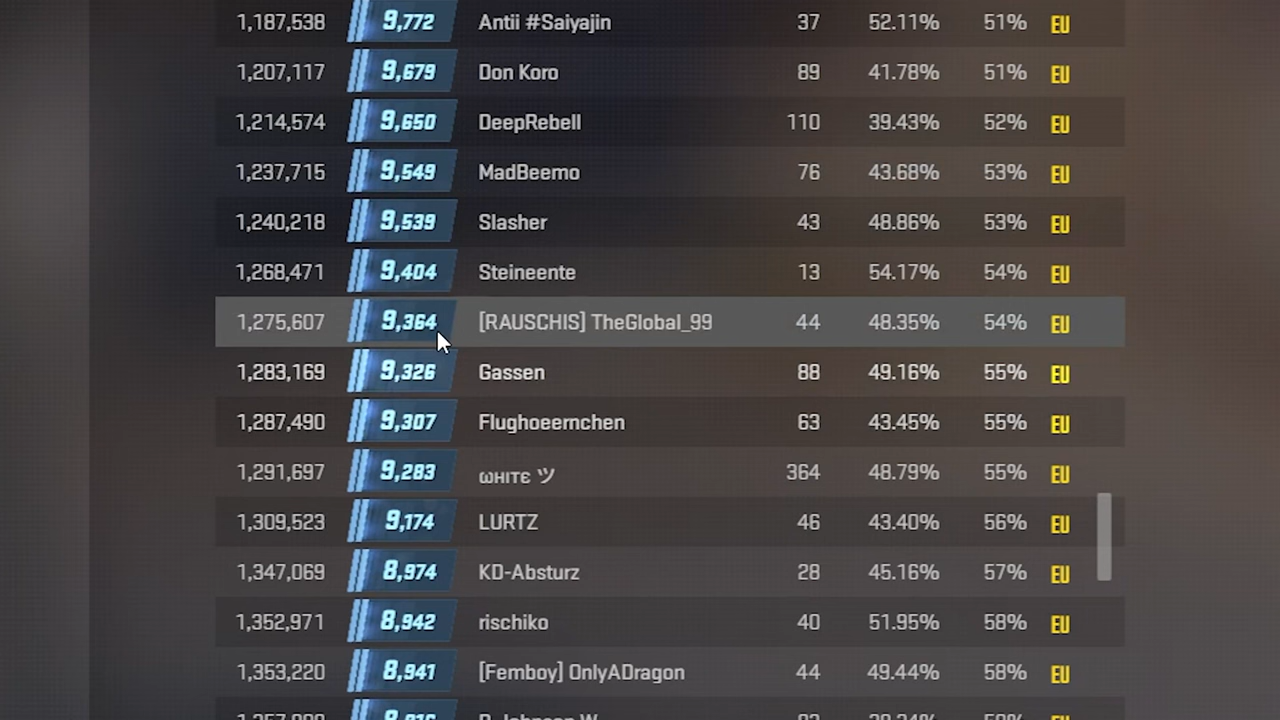 1,187,538 9,772 Antii #Saiyajin 37 52.11% 51% EU
1,207,117 9,679 Don Koro 89 41.78% 51% EU
1,214,574 9,650 DeepRebell 110 39.43% 52% EU
1,237,715 9,549 MadBeemo 76 43.68% 53% EU
1,240,218 9,539 Slasher 43 48.86% 53% EU
1,268,471 9,404 Steineente 13 54.17% 54% EU
1,275,607 9,364 [RAUSCHIS] TheGlobal_99 44 48.35% 54% EU
1,283,169 9,326 Gassen 88 49.16% 55% EU
1,287,490 9,307 Flughoeernchen 63 43.45% 55% EU
1,291,697 9,283 ωнιтε ツ 364 48.79% 55% EU
1,309,523 9,174 LURTZ 46 43.40% 56% EU
1,347,069 8,974 KD-Absturz 28 45.16% 57% EU
1,352,971 8,942 rischiko 40 51.95% 58% EU
1,353,220 8,941 [Femboy] OnlyADragon 44 49.44% 58% EU